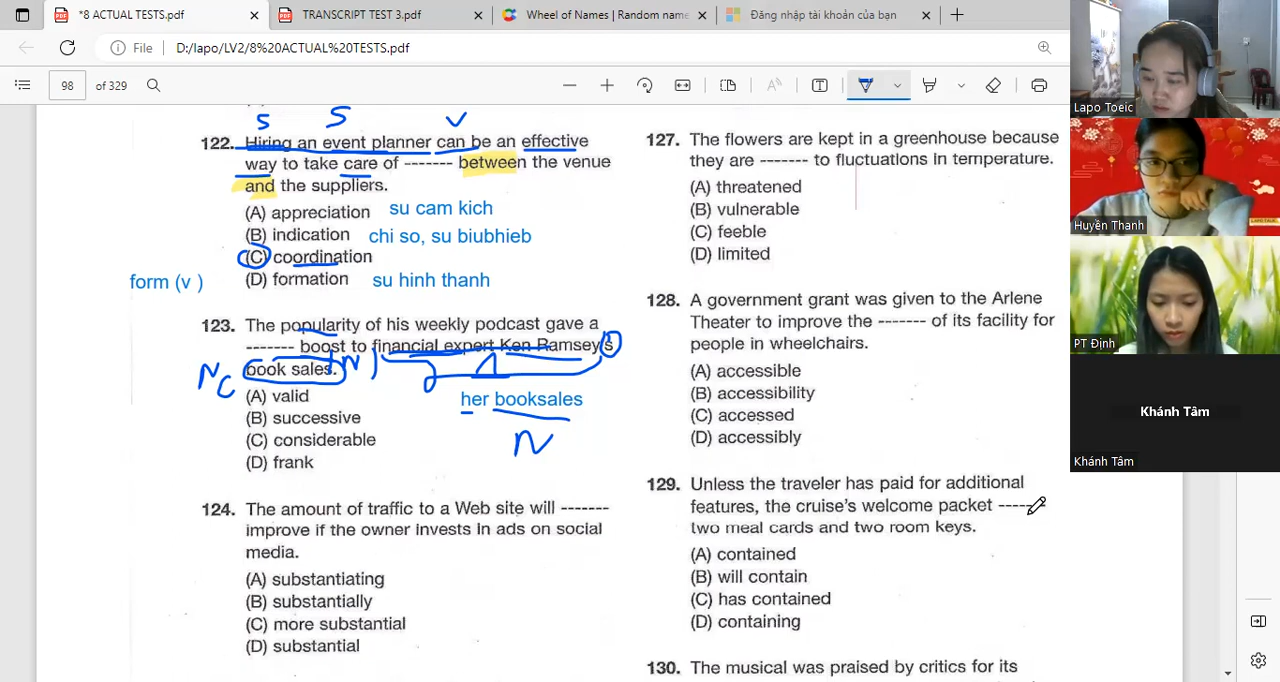 *8 ACTUAL TESTS.pdf
TRANSCRIPT TEST 3.pdf
Wheel of Names | Random name
Đăng nhập tài khoản của bạn
File
D:/lapo/LV2/8%20ACTUAL%20TESTS.pdf
98
of 329
S S V
122. Hiring an event planner can be an effective
way to take care of ------- between the venue
and the suppliers.
(A) appreciation su cam kich
(B) indication chi so, su biubhieb
(C) coordination
(D) formation su hinh thanh
form (v )
123. The popularity of his weekly podcast gave a
------- boost to financial expert Ken Ramsey's
book sales.
(A) valid
(B) successive
(C) considerable
(D) frank
her booksales
N
124. The amount of traffic to a Web site will -------
improve if the owner invests in ads on social
media.
(A) substantiating
(B) substantially
(C) more substantial
(D) substantial
127. The flowers are kept in a greenhouse because
they are ------- to fluctuations in temperature.
(A) threatened
(B) vulnerable
(C) feeble
(D) limited
128. A government grant was given to the Arlene
Theater to improve the ------- of its facility for
people in wheelchairs.
(A) accessible
(B) accessibility
(C) accessed
(D) accessibly
129. Unless the traveler has paid for additional
features, the cruise's welcome packet -----
two meal cards and two room keys.
(A) contained
(B) will contain
(C) has contained
(D) containing
130. The musical was praised by critics for its
Lapo Toeic
Huyền Thanh
PT Định
Khánh Tâm
Khánh Tâm